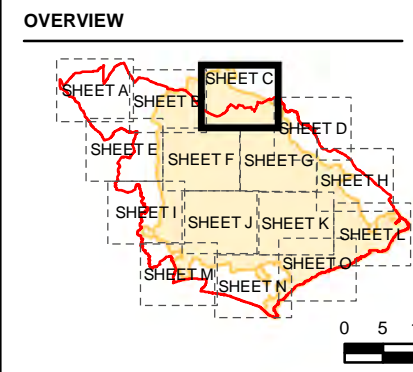 OVERVIEW
SHEET C
SHEET A
SHEET B
SHEET D
SHEET E
SHEET F
SHEET G
SHEET H
SHEET I
SHEET J
SHEET K
SHEET L
SHEET M
SHEET N
SHEET O
0 5